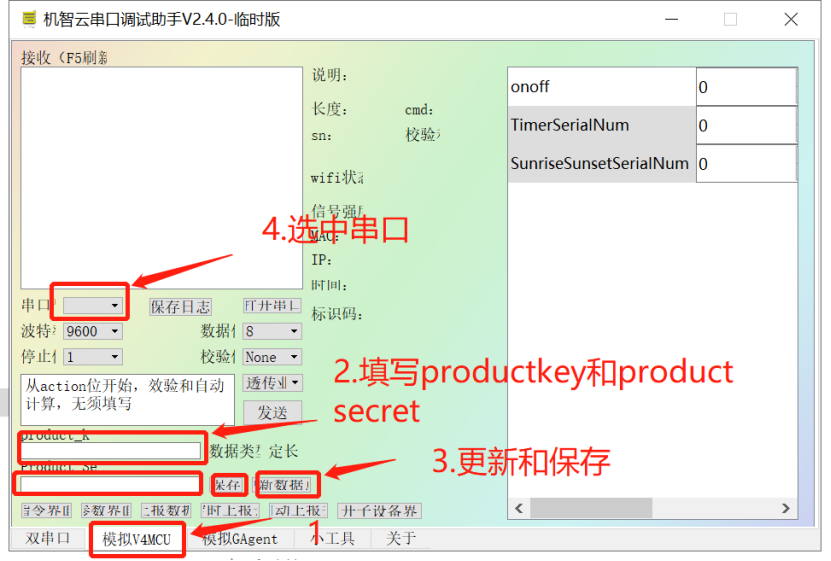 机智云串口调试助手V2.4.0-临时版
接收（F5刷新
说明：
长度： cmd：
sn： 校验
wifi状态
信号强度
MAC：
IP：
时间：
标识码：
onoff 0
TimerSerialNum 0
SunriseSunsetSerialNum 0
4.选中串口
串口 保存日志 打开串口
波特 9600 数据 8
停止 1 校验 None
从action位开始，效验和自动
计算，无须填写
透传业
发送
2.填写productkey和product
secret
product_k
数据类型 定长
Product_Se
保存 新数据
3.更新和保存
指令界面 参数界面 上报数据 时上报 动上报 开子设备界
1
双串口 模拟V4MCU 模拟GAgent 小工具 关于